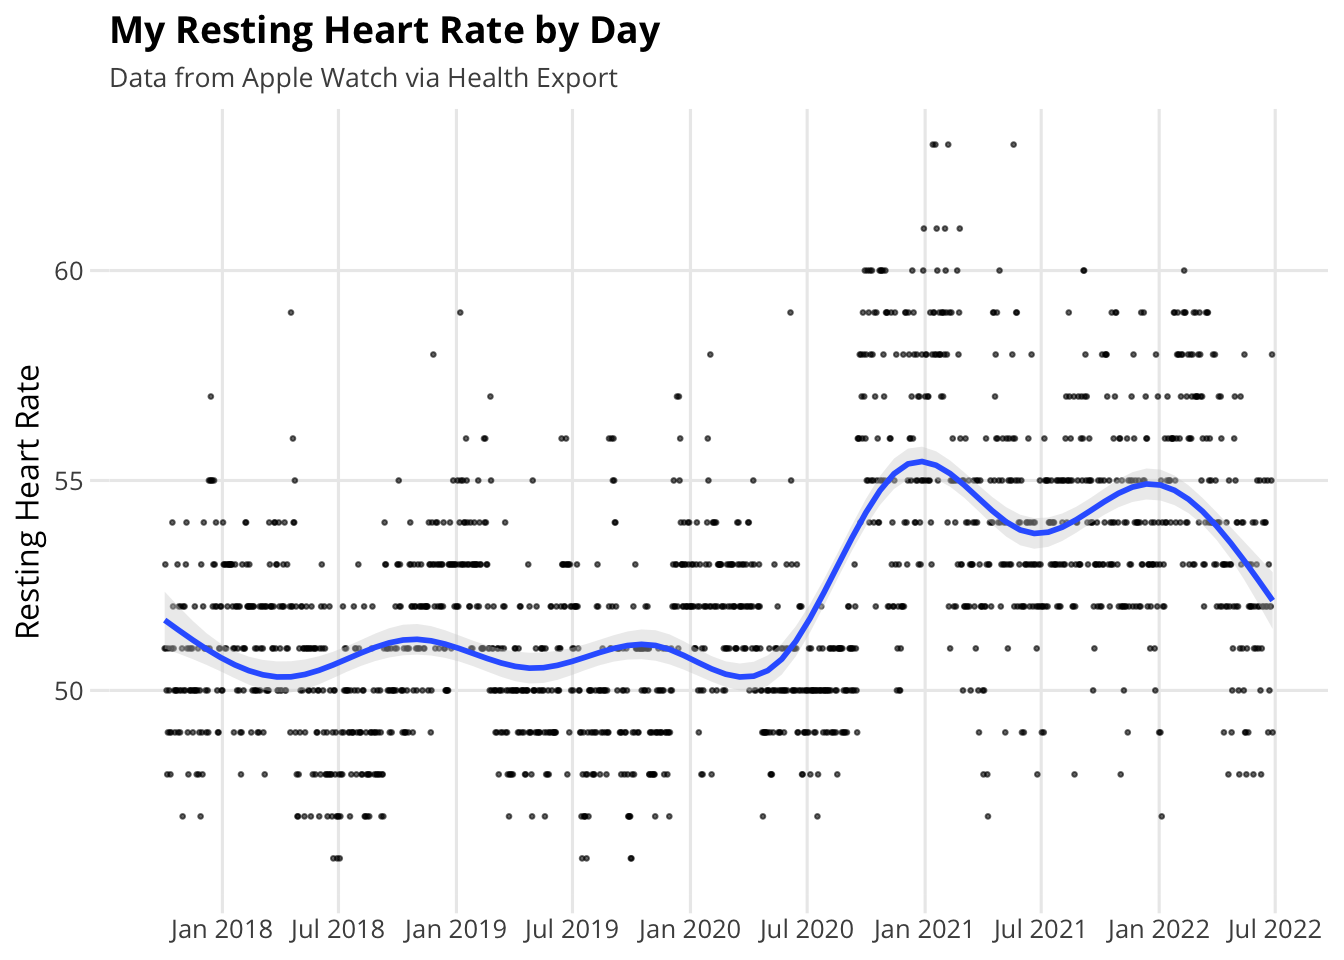 My Resting Heart Rate by Day
Data from Apple Watch via Health Export
Resting Heart Rate
60
55
50
Jan 2018 Jul 2018 Jan 2019 Jul 2019 Jan 2020 Jul 2020 Jan 2021 Jul 2021 Jan 2022 Jul 2022